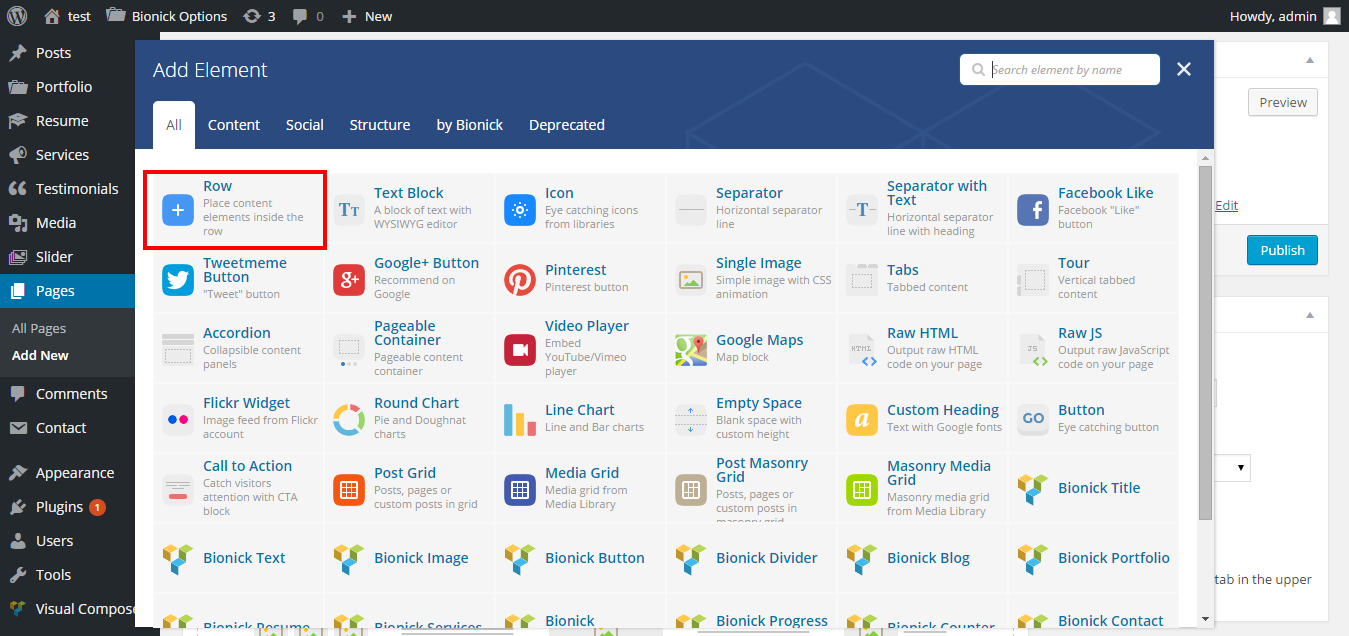 test
Bionick Options
3
0
New
Howdy, admin
Posts
Portfolio
Resume
Services
Testimonials
Media
Slider
Pages
All Pages
Add New
Comments
Contact
Appearance
Plugins 1
Users
Tools
Visual Compose
Add Element
Search element by name
All
Content
Social
Structure
by Bionick
Deprecated
Row
Place content
elements inside the
row
Text Block
A block of text with
WYSIWYG editor
Icon
Eye catching icons
from libraries
Separator
Horizontal separator
line
Separator with
Text
Horizontal separator
line with heading
Facebook Like
Facebook "Like"
button
Tweetmeme
Button
"Tweet" button
Google+ Button
Recommend on
Google
Pinterest
Pinterest button
Single Image
Simple image with CSS
animation
Tabs
Tabbed content
Tour
Vertical tabbed
content
Accordion
Collapsible content
panels
Pageable
Container
Pageable content
container
Video Player
Embed
YouTube/Vimeo
player
Google Maps
Map block
HTML
Raw HTML
Output raw HTML
code on your page
JS
Raw JS
Output raw JavaScript
code on your page
Flickr Widget
Image feed from Flickr
account
Round Chart
Pie and Doughnat
charts
Line Chart
Line and Bar charts
Empty Space
Blank space with
custom height
Custom Heading
Text with Google fonts
GO
Button
Eye catching button
Call to Action
Catch visitors
attention with CTA
block
Post Grid
Posts, pages or
custom posts in grid
Media Grid
Media grid from
Media Library
Post Masonry
Grid
Posts, pages or
custom posts in
masonry grid
Masonry Media
Grid
Masonry media grid
from Media Library
Bionick Title
Bionick Text
Bionick Image
Bionick Button
Bionick Divider
Bionick Blog
Bionick Portfolio
Bionick Resume
Bionick Services
Bionick
Bionick Progress
Bionick Counter
Bionick Contact
Preview
Edit
Publish
tab in the upper